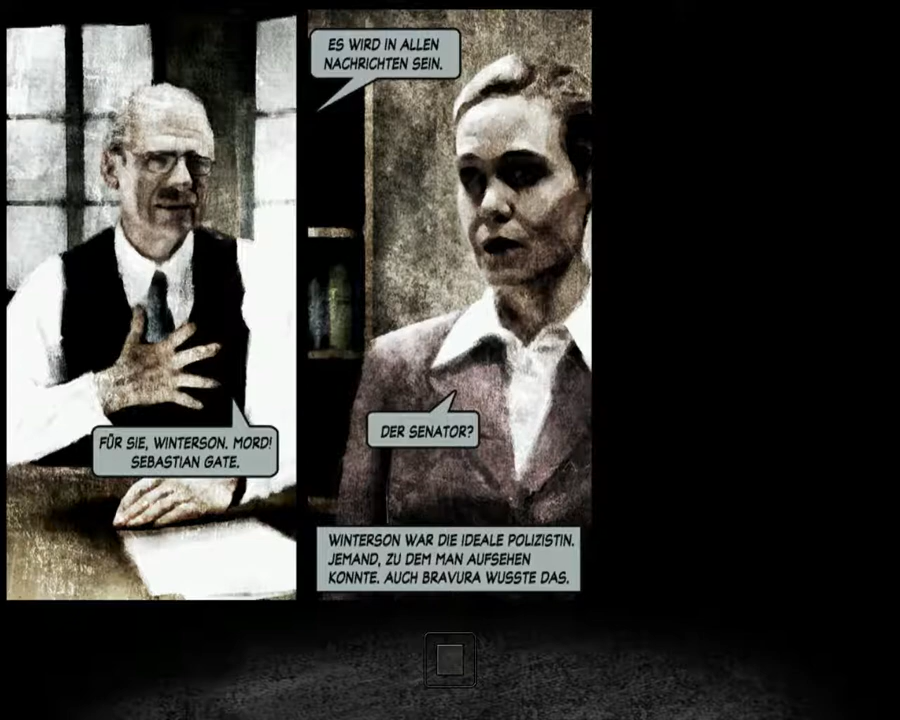 FÜR SIE, WINTERSON. MORD!
SEBASTIAN GATE.
ES WIRD IN ALLEN
NACHRICHTEN SEIN.
DER SENATOR?
WINTERSON WAR DIE IDEALE POLIZISTIN.
JEMAND, ZU DEM MAN AUFSEHEN
KONNTE. AUCH BRAVURA WUSSTE DAS.